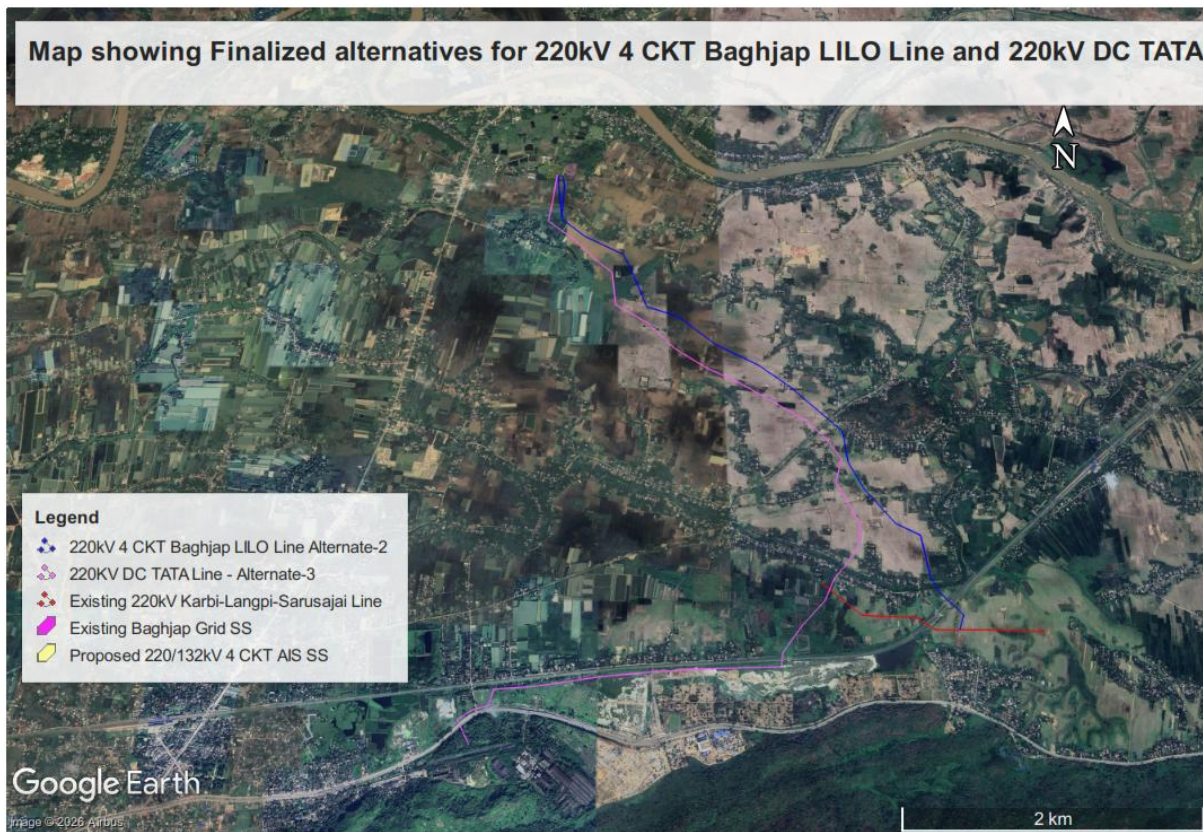 Map showing Finalized alternatives for 220kV 4 CKT Baghjap LILO Line and 220kV DC TATA
N
Legend
220kV 4 CKT Baghjap LILO Line Alternate-2
220KV DC TATA Line - Alternate-3
Existing 220kV Karbi-Langpi-Sarusajai Line
Existing Baghjap Grid SS
Proposed 220/132kV 4 CKT AIS SS
Google Earth
Image © 2026 Airbus
2 km